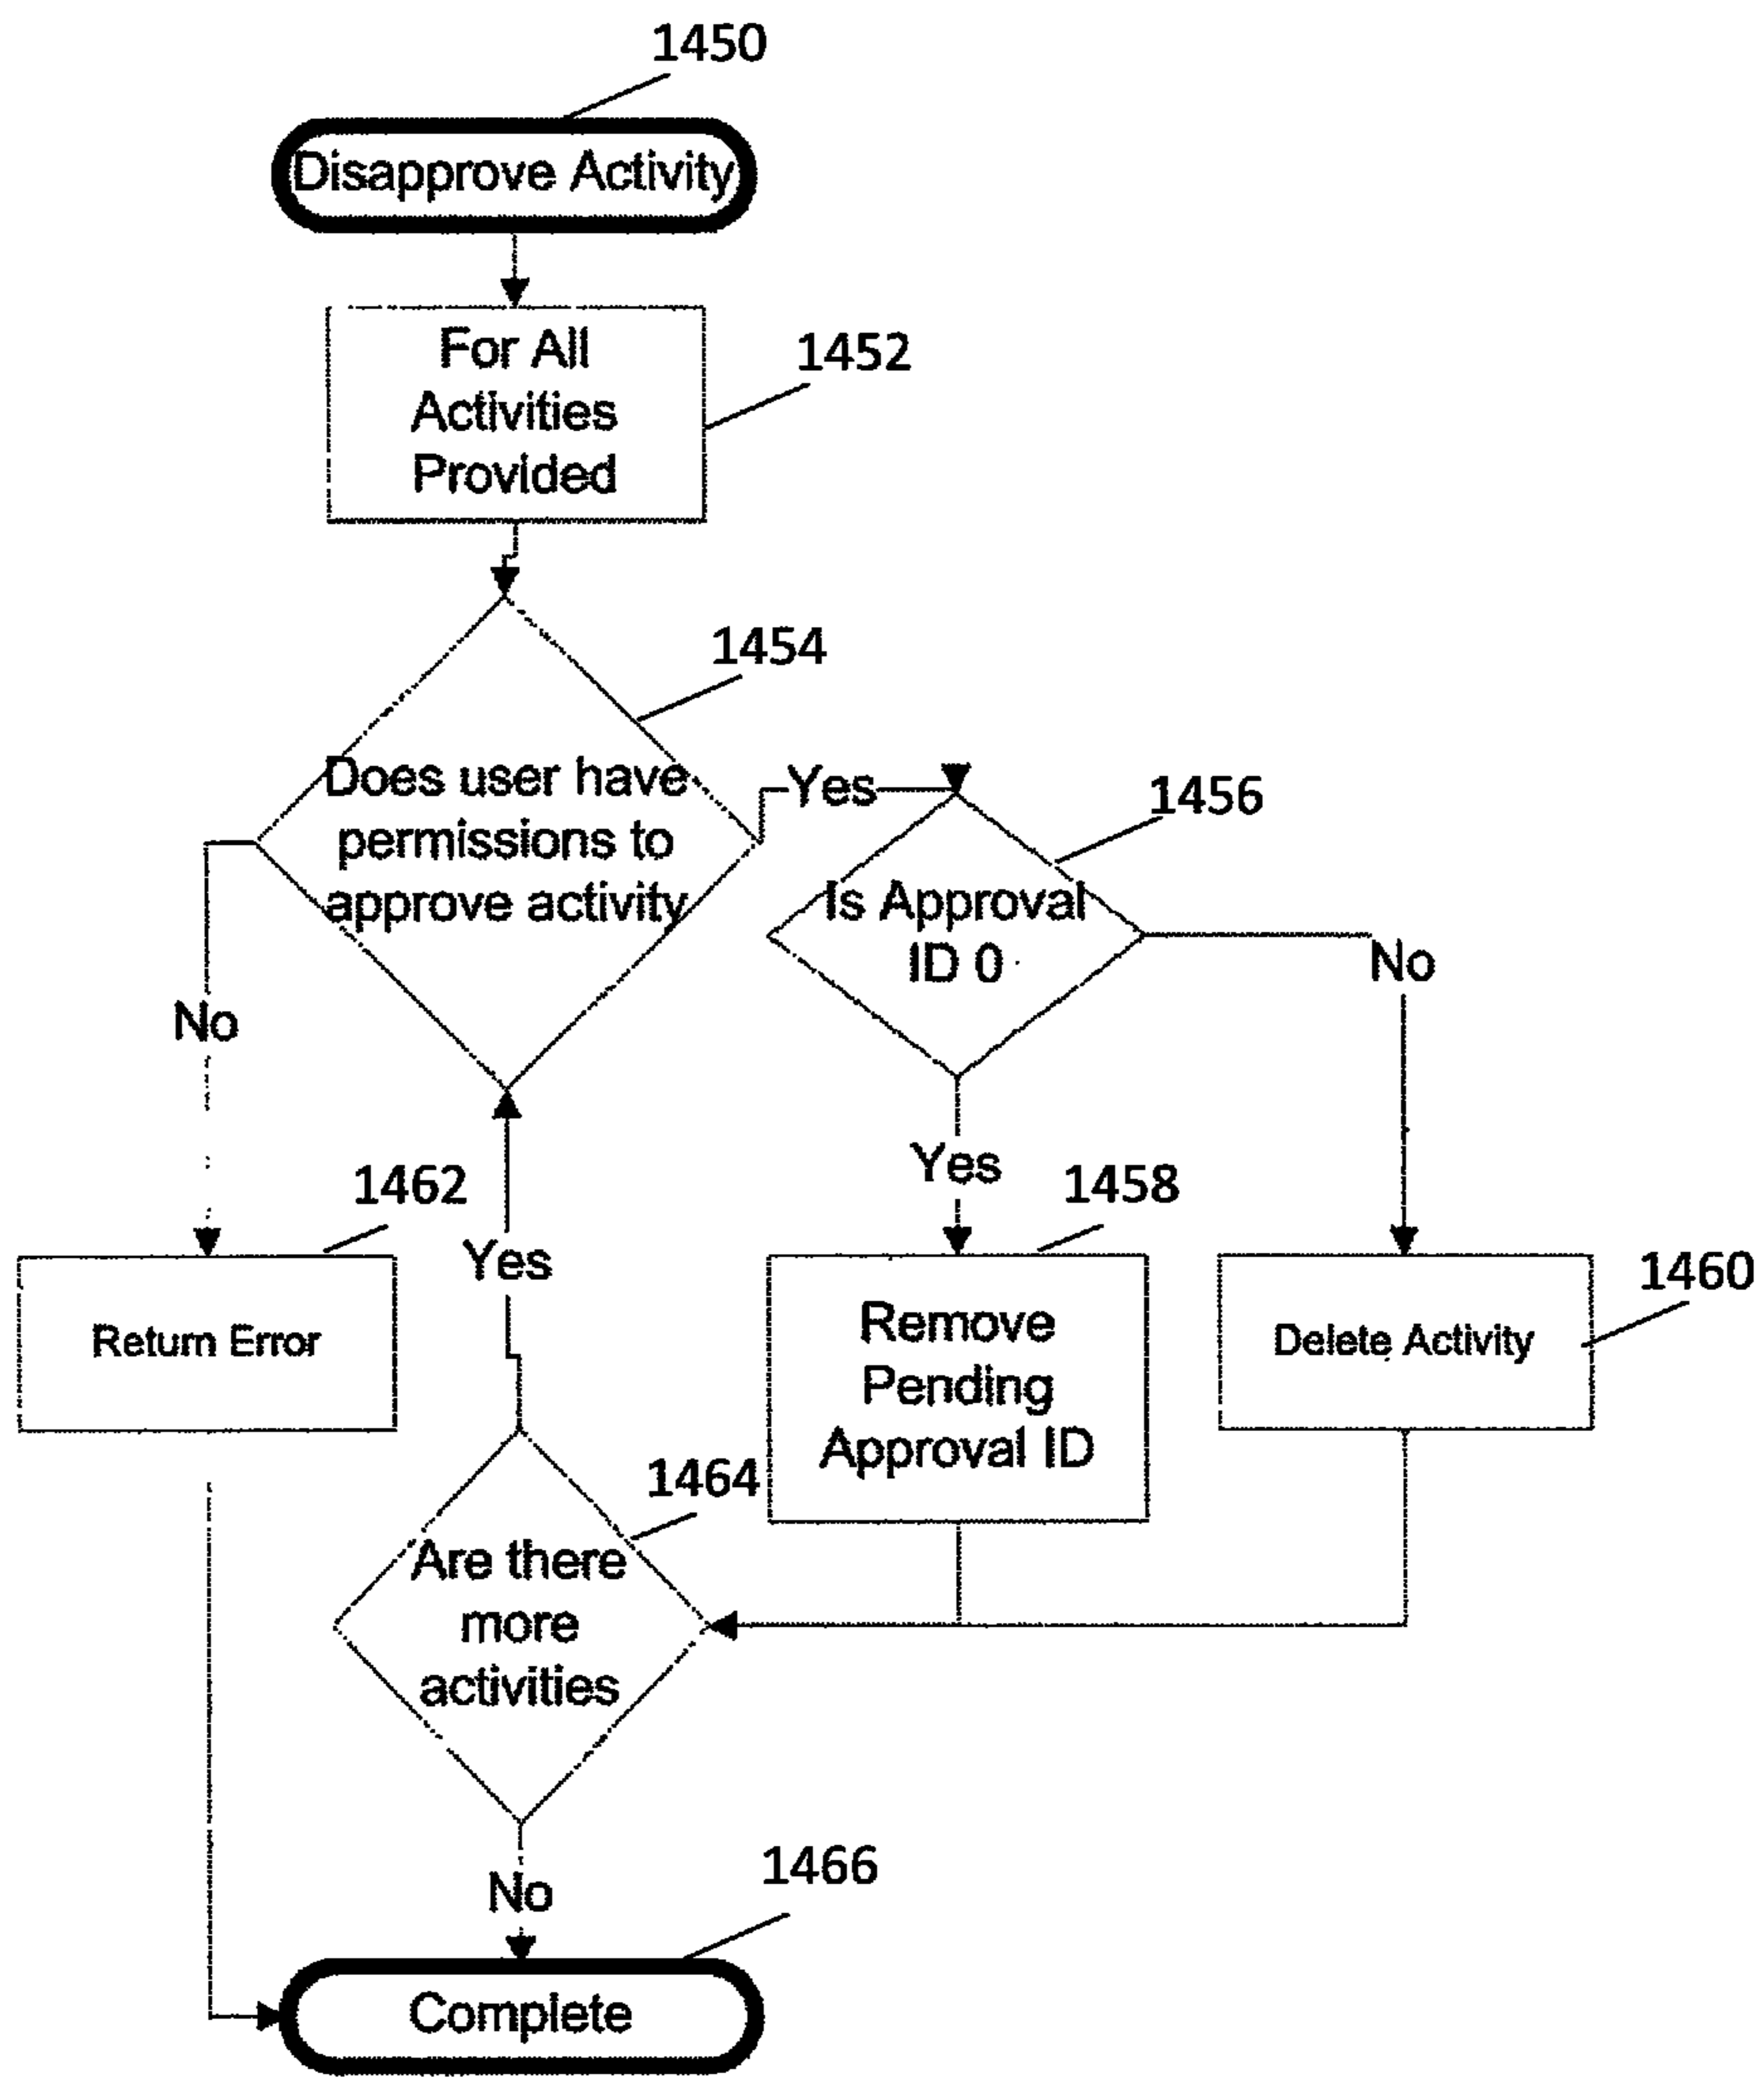 1450
Disapprove Activity
For All
Activities
Provided
1452
1454
Does user have
permissions to
approve activity
Yes
1456
Is Approval
ID 0
No
No
Yes
1458
1462
Yes
1460
Return Error
Remove
Pending
Approval ID
Delete Activity
1464
Are there
more
activities
No
1466
Complete